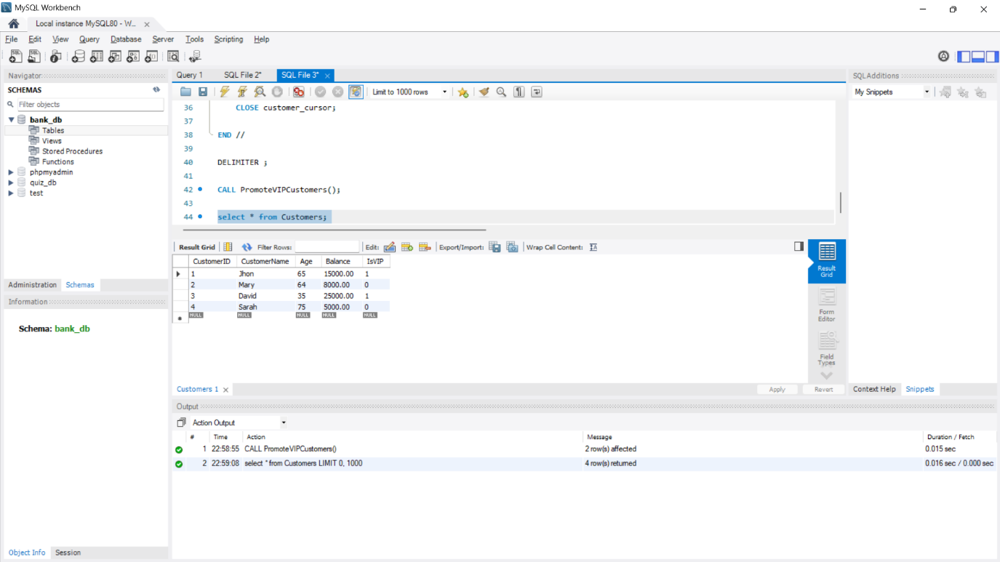 MySQL Workbench
Local instance MySQL80 - W...
File Edit View Query Database Server Tools Scripting Help
Navigator
SCHEMAS
Filter objects
bank_db
Tables
Views
Stored Procedures
Functions
phpmyadmin
quiz_db
test
Administration Schemas
Information
Schema: bank_db
Object Info Session
Query 1 SQL File 2* SQL File 3*
Limit to 1000 rows
36 CLOSE customer_cursor;
37
38 END //
39
40 DELIMITER ;
41
42 CALL PromoteVIPCustomers();
43
44 select * from Customers;
Result Grid Filter Rows: Edit: Export/Import: Wrap Cell Content:
CustomerID CustomerName Age Balance IsVIP
1 Jhon 65 15000.00 1
2 Mary 64 8000.00 0
3 David 35 25000.00 1
4 Sarah 75 5000.00 0
NULL NULL NULL NULL NULL
Result
Grid
Form
Editor
Field
Types
Customers 1 Apply Revert
Output
Action Output
# Time Action Message Duration / Fetch
1 22:58:55 CALL PromoteVIPCustomers() 2 row(s) affected 0.015 sec
2 22:59:08 select * from Customers LIMIT 0, 1000 4 row(s) returned 0.016 sec / 0.000 sec
SQLAdditions
My Snippets
Context Help Snippets